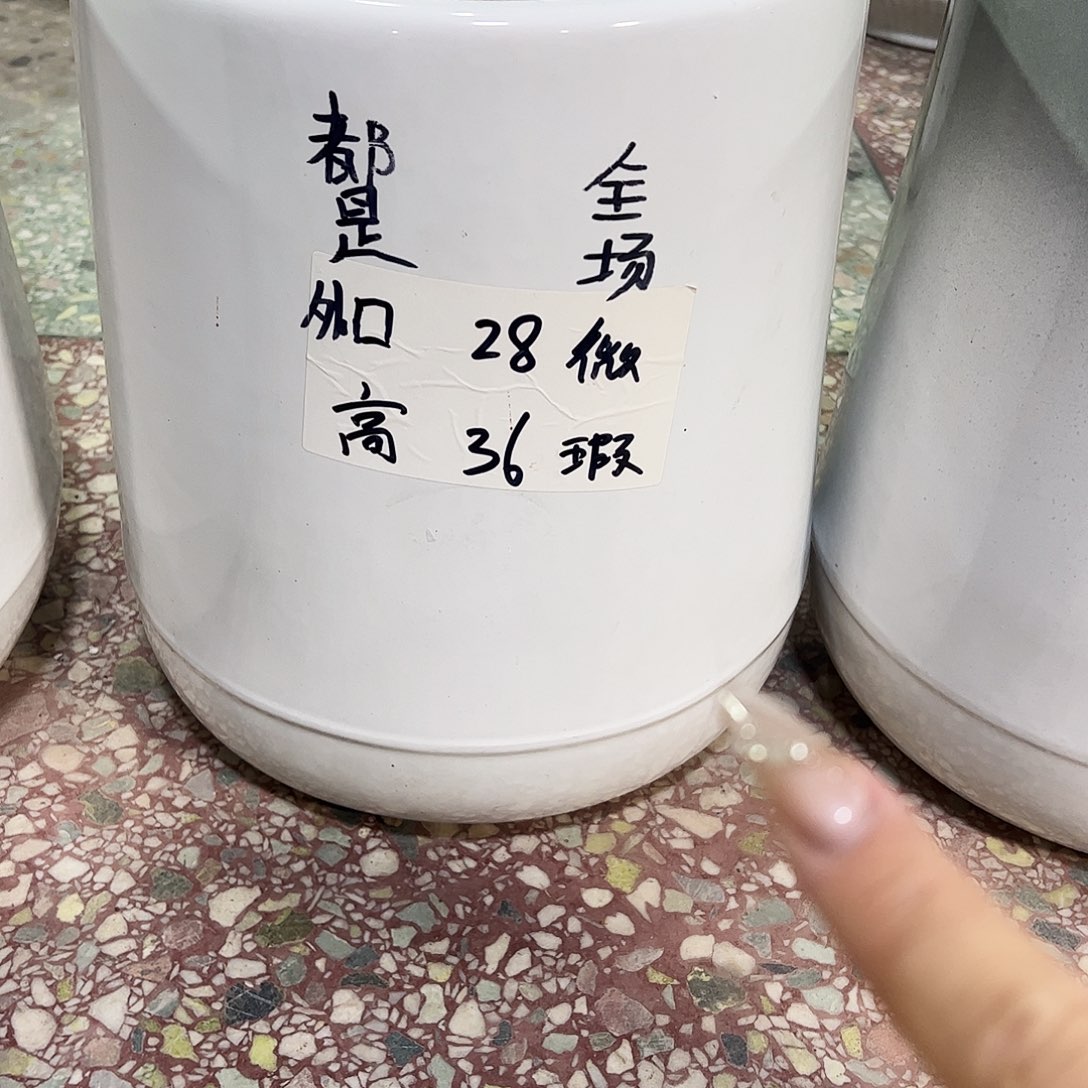 全场微瑕
都是
外口 28
高 36